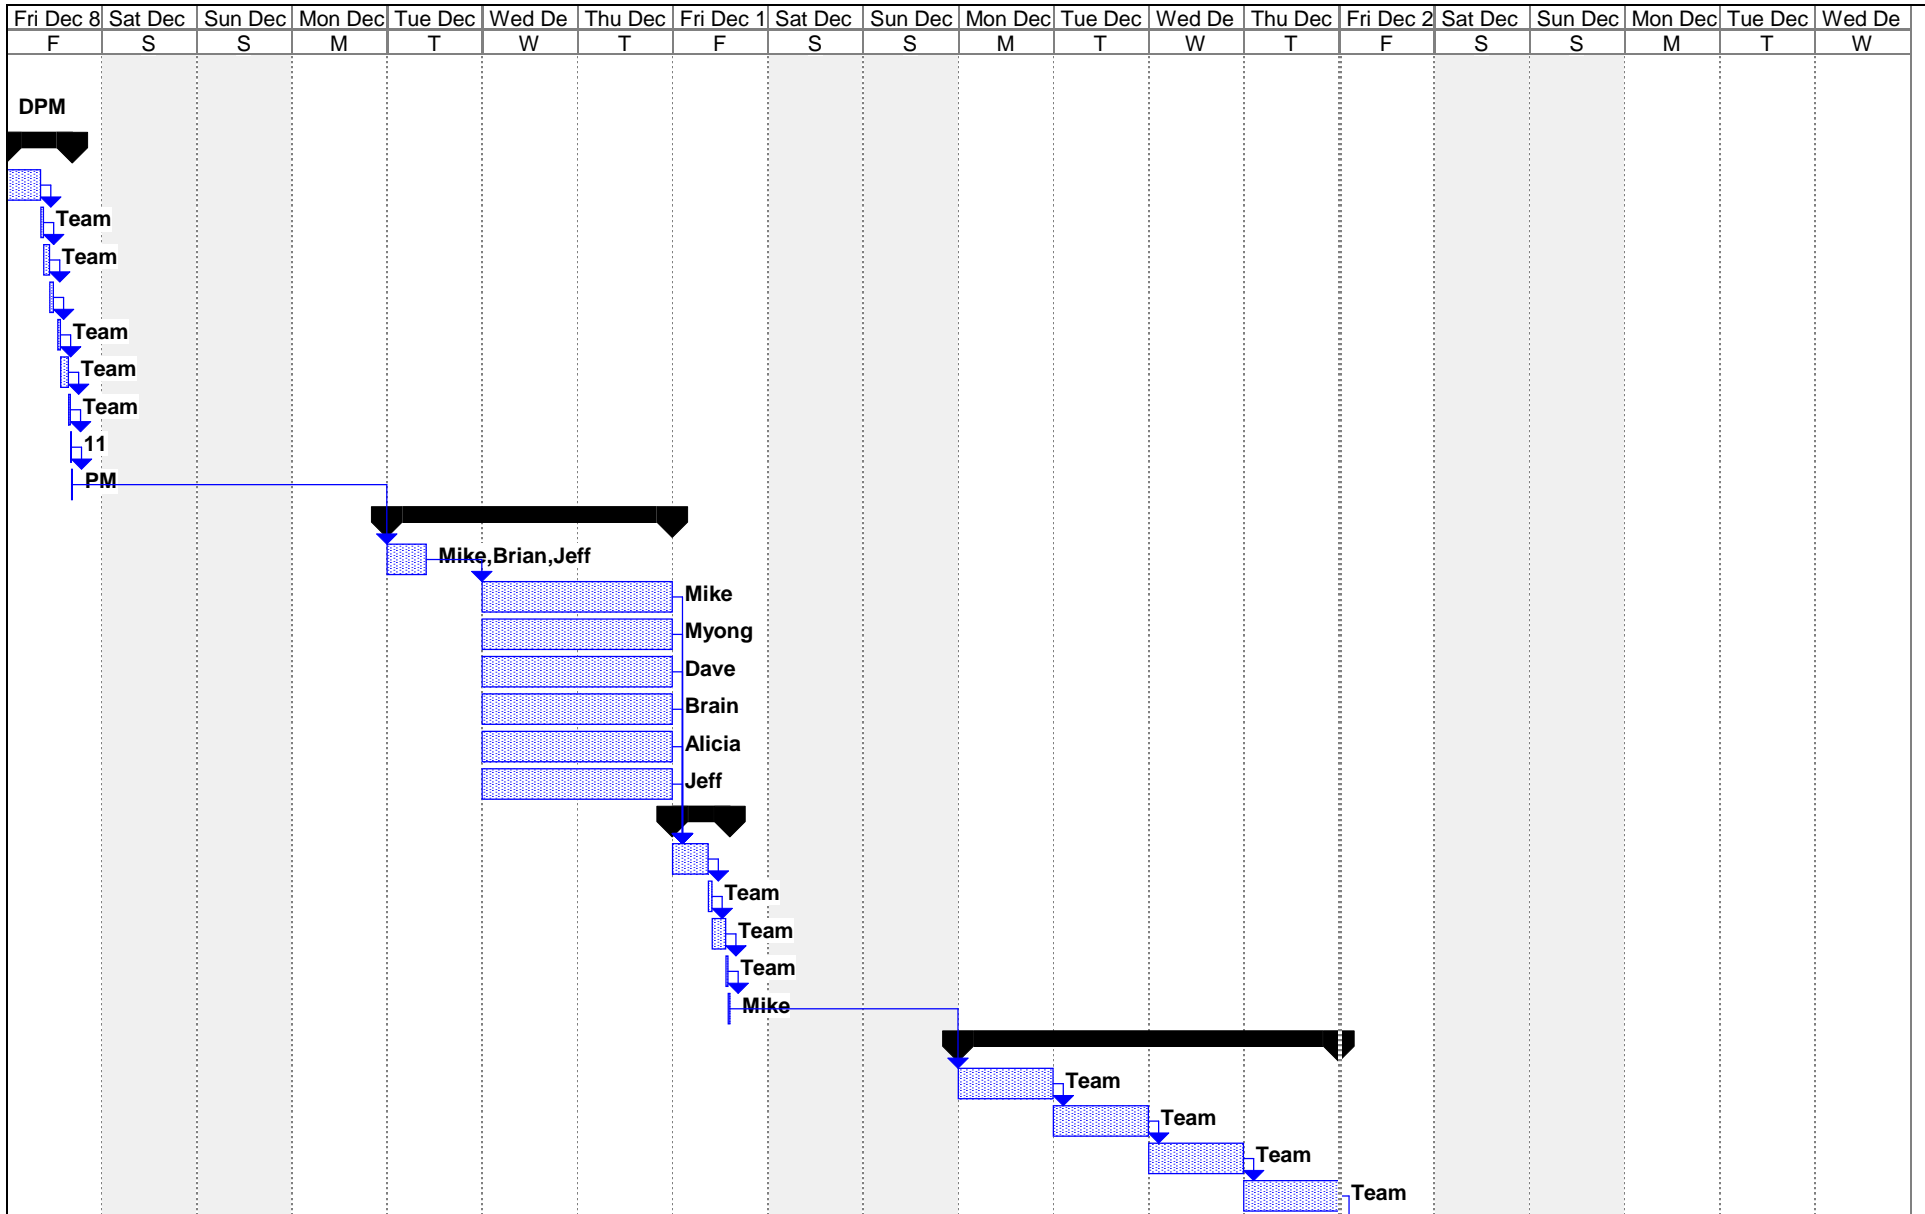 Fri Dec 8 Sat Dec Sun Dec Mon Dec Tue Dec Wed De Thu Dec Fri Dec 1 Sat Dec Sun Dec Mon Dec Tue Dec Wed De Thu Dec Fri Dec 2 Sat Dec Sun Dec Mon Dec Tue Dec Wed De
F S S M T W T F S S M T W T F S S M T W
DPM
Team
Team
Team
Team
Team
11
PM
Mike,Brian,Jeff
Mike
Myong
Dave
Brain
Alicia
Jeff
Team
Team
Team
Mike
Team
Team
Team
Team